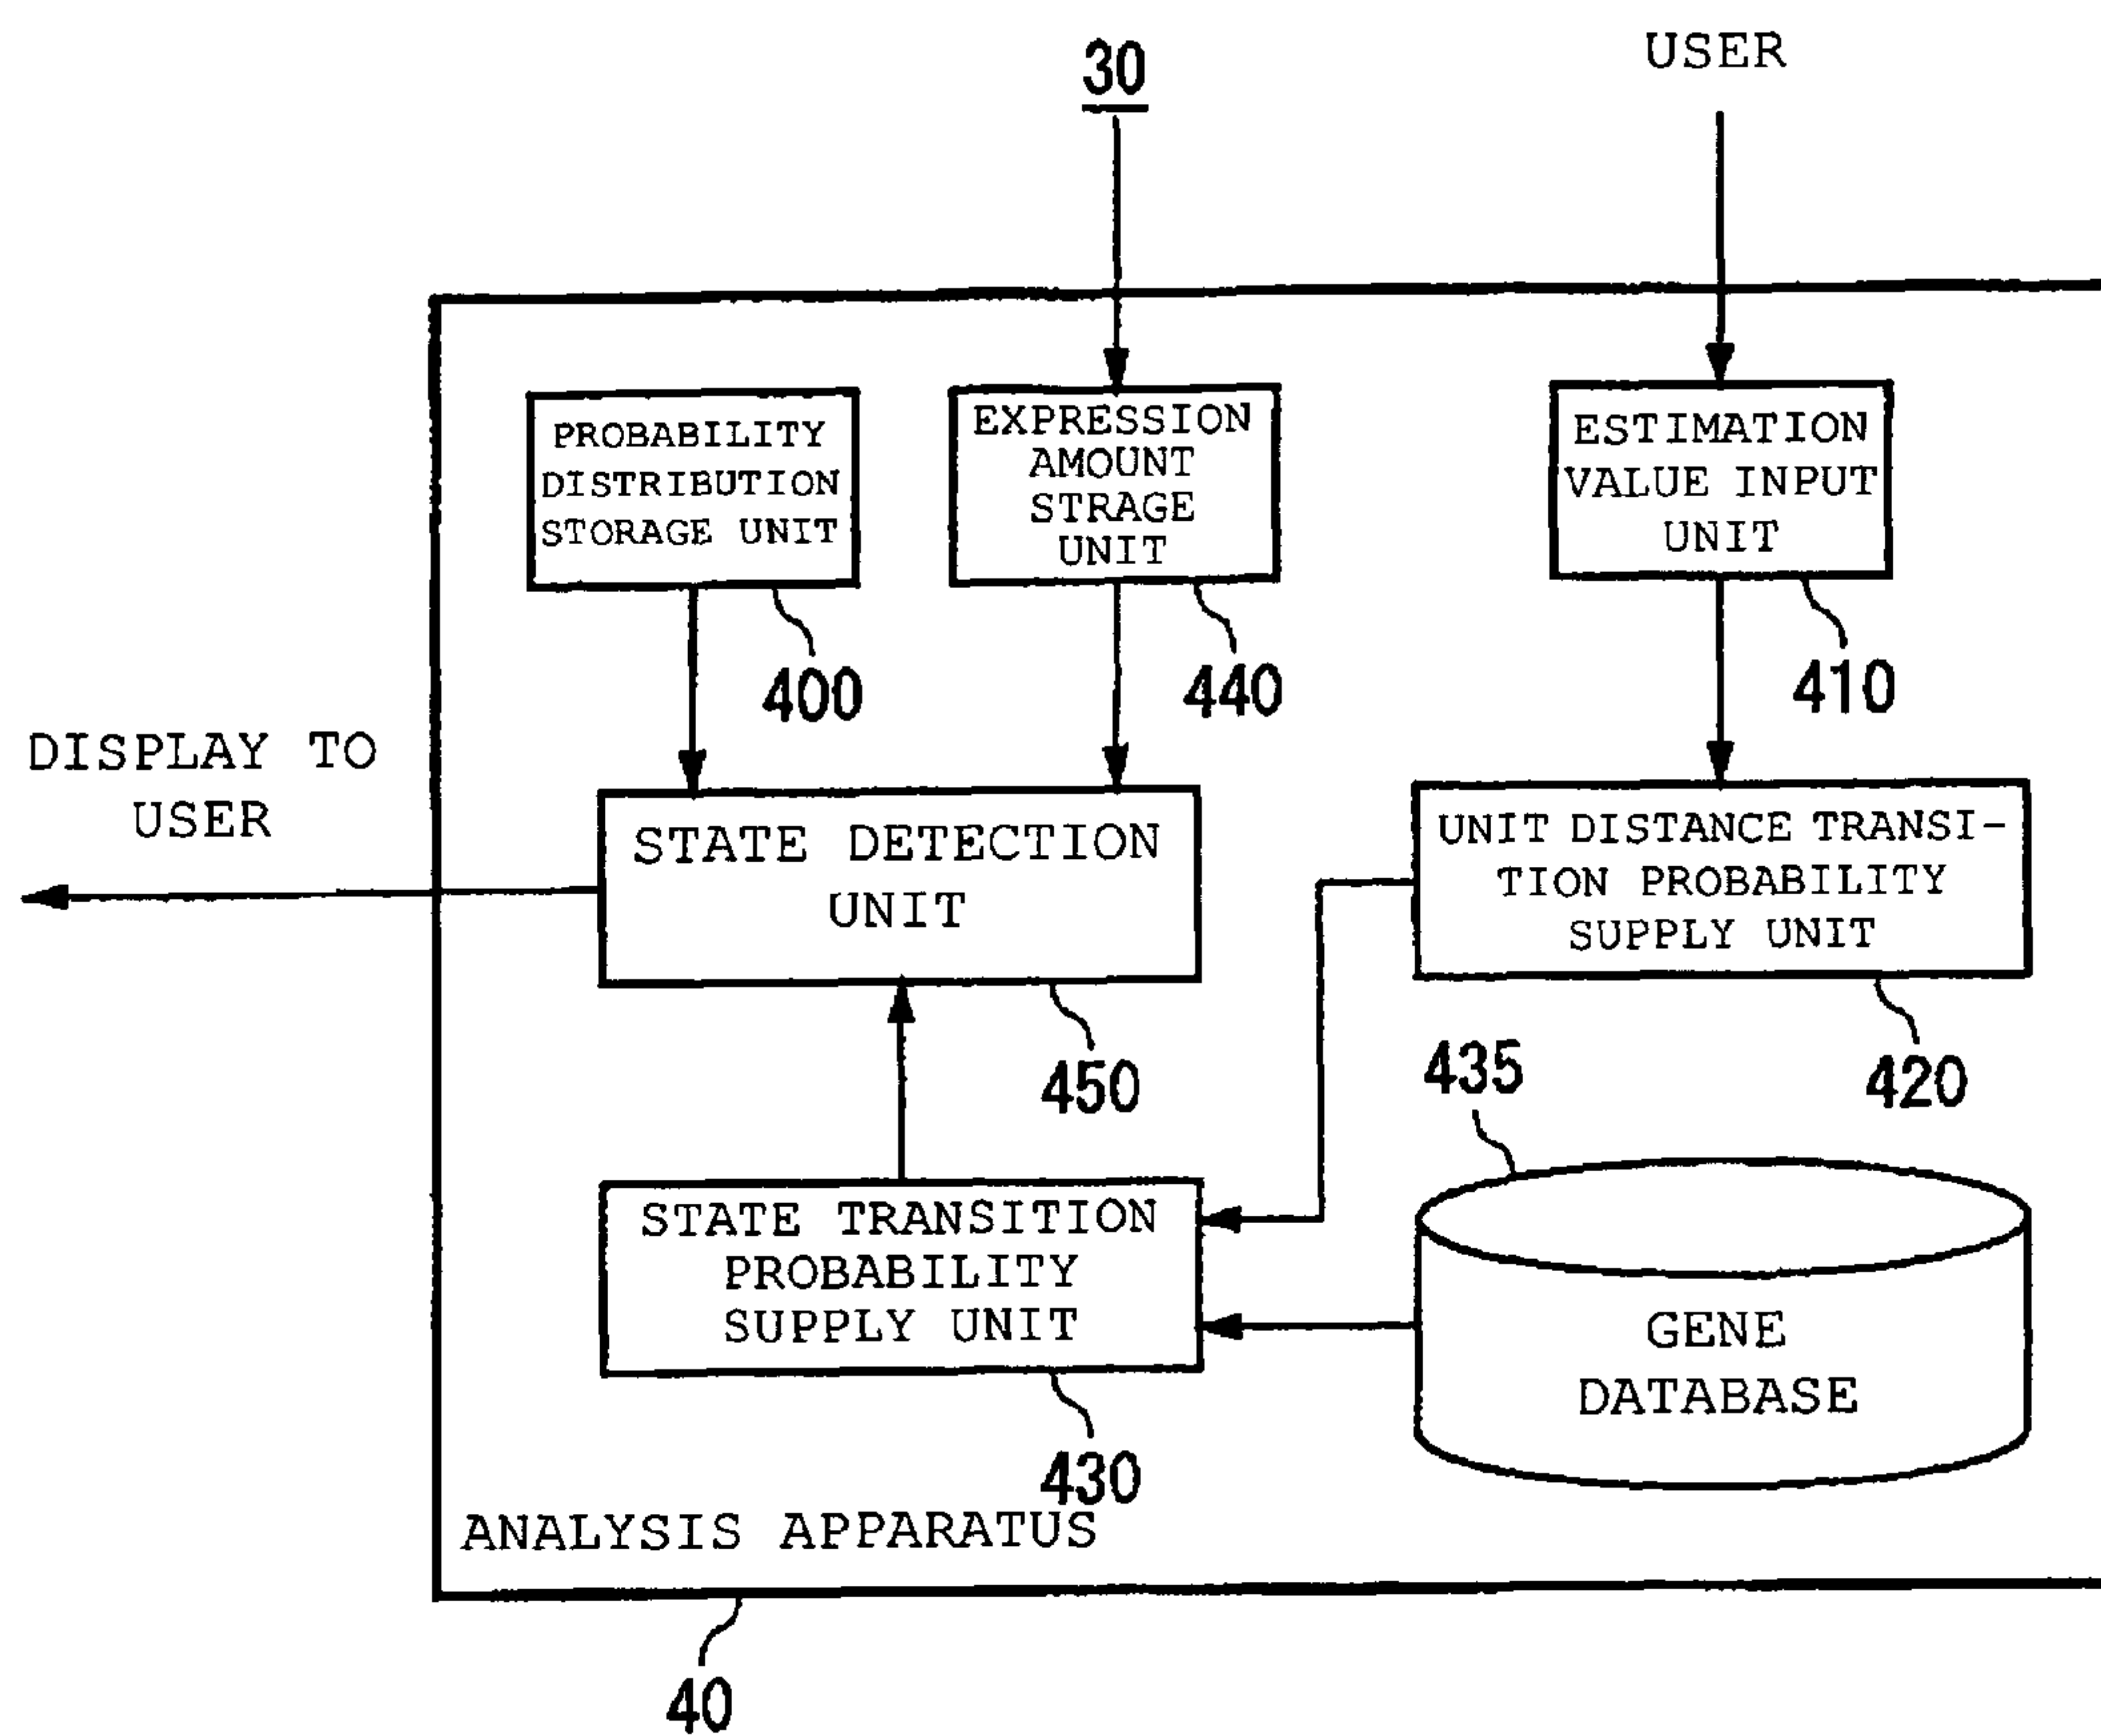 30
USER
PROBABILITY
DISTRIBUTION
STORAGE UNIT
EXPRESSION
AMOUNT
STRAGE
UNIT
ESTIMATION
VALUE INPUT
UNIT
400
440
410
DISPLAY TO
USER
STATE DETECTION
UNIT
UNIT DISTANCE TRANSI-
TION PROBABILITY
SUPPLY UNIT
450
435
420
STATE TRANSITION
PROBABILITY
SUPPLY UNIT
GENE
DATABASE
430
ANALYSIS APPARATUS
40